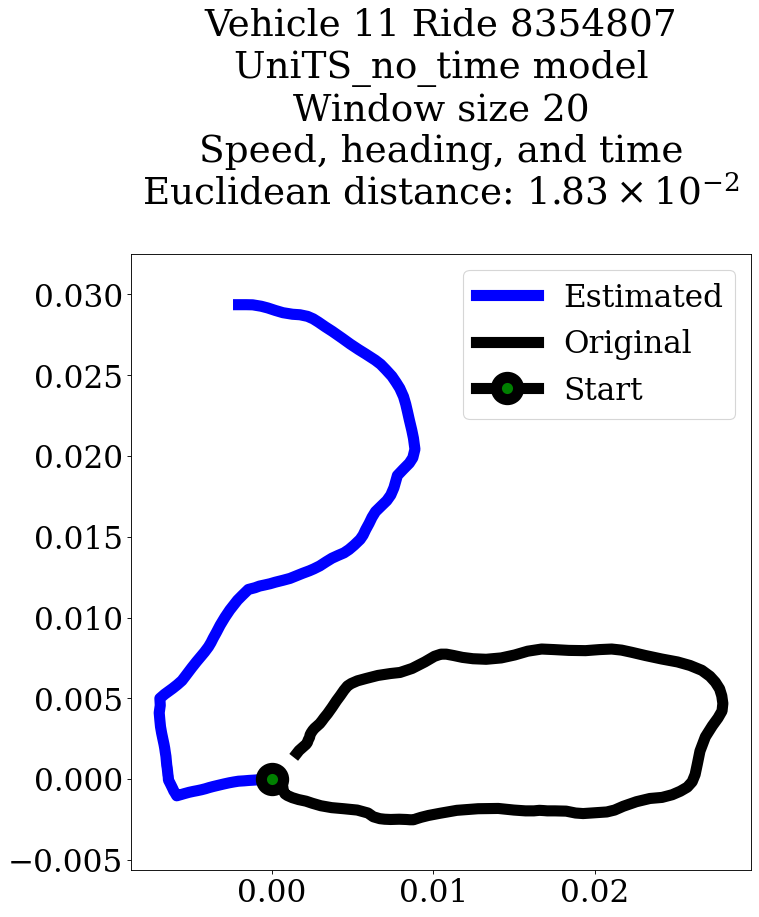 Vehicle 11 Ride 8354807
UniTS_no_time model
Window size 20
Speed, heading, and time
Euclidean distance: 1.83 × 10⁻²
Estimated
Original
Start
0.030
0.025
0.020
0.015
0.010
0.005
0.000
−0.005
0.00 0.01 0.02